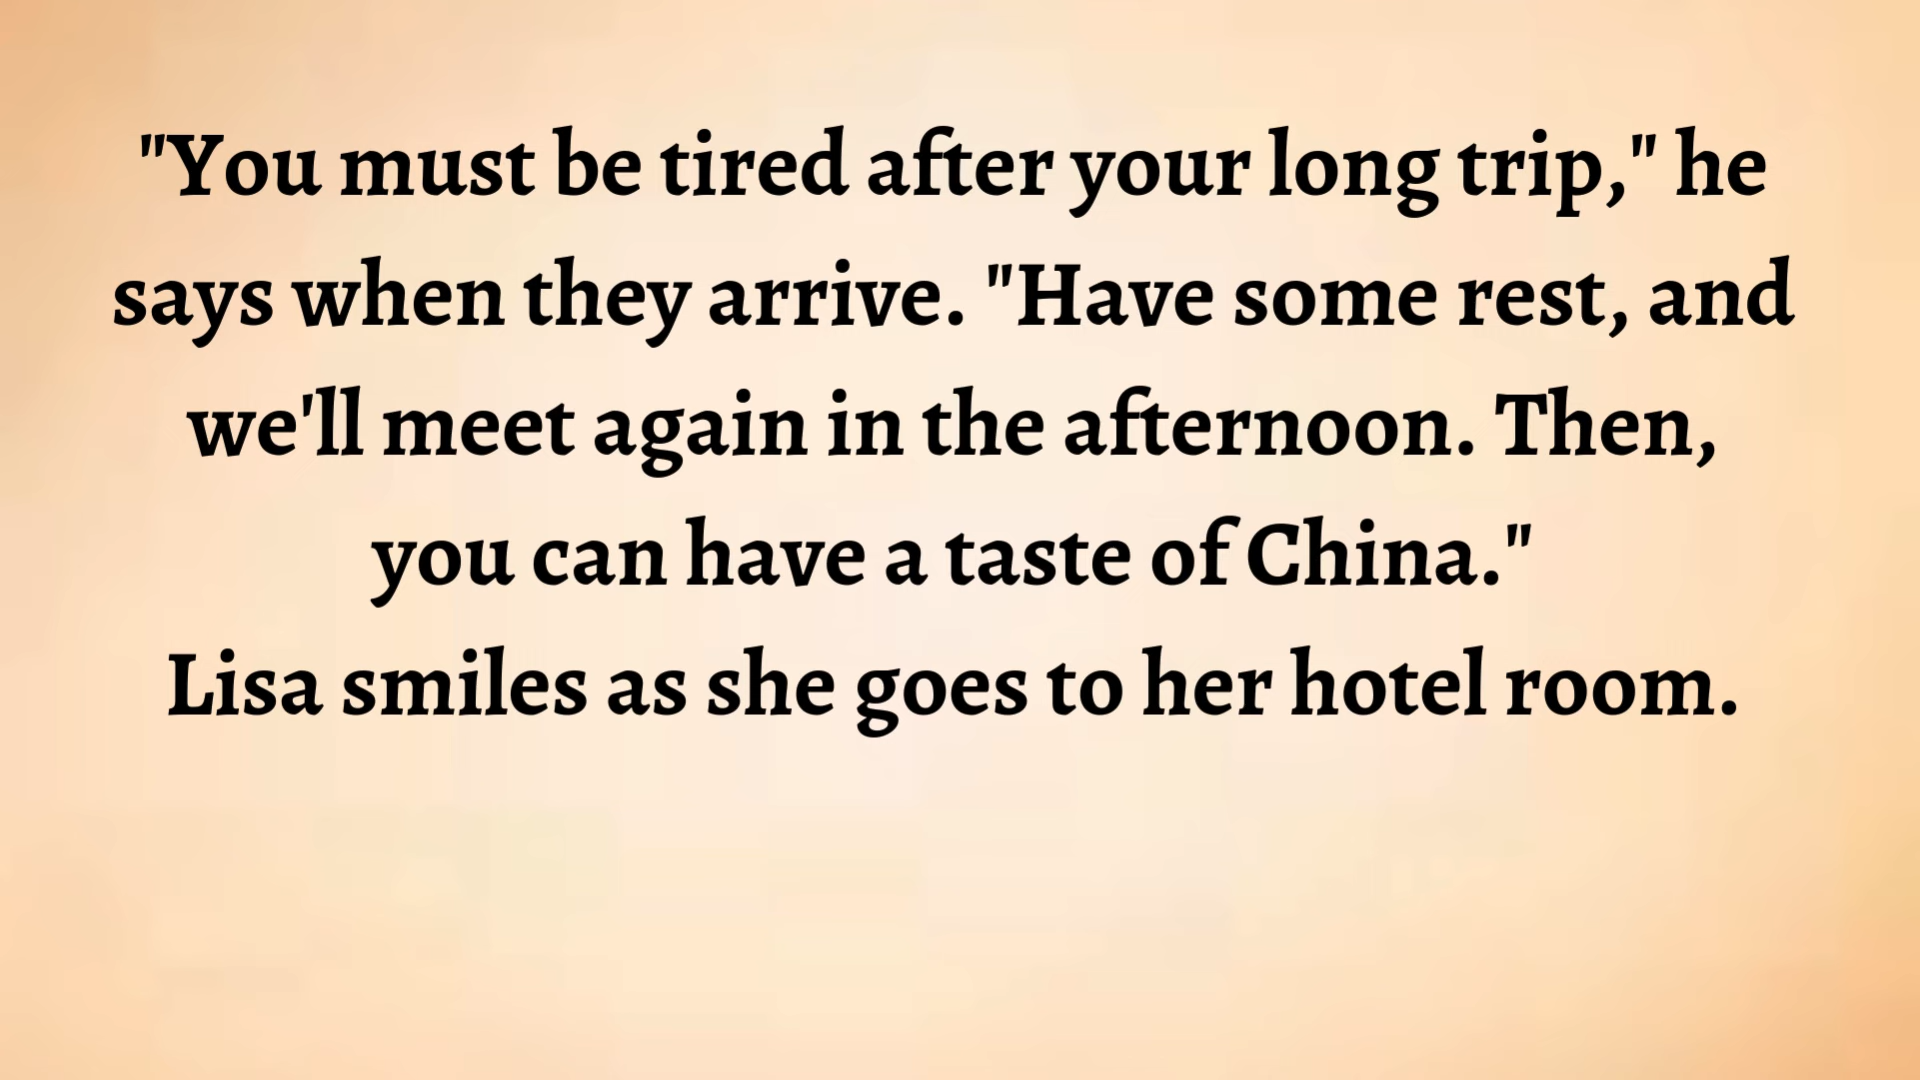 "You must be tired after your long trip," he
says when they arrive. "Have some rest, and
we'll meet again in the afternoon. Then,
you can have a taste of China."
Lisa smiles as she goes to her hotel room.